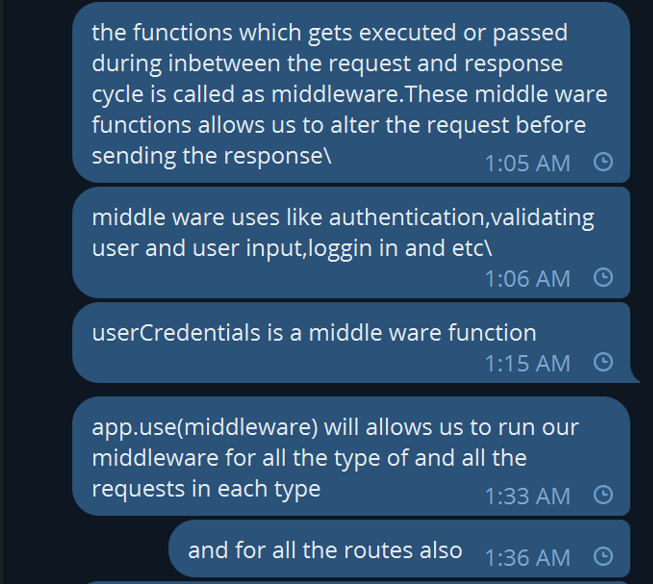 the functions which gets executed or passed
during inbetween the request and response
cycle is called as middleware.These middle ware
functions allows us to alter the request before
sending the response\
1:05 AM
middle ware uses like authentication,validating
user and user input,loggin in and etc\
1:06 AM
userCredentials is a middle ware function
1:15 AM
app.use(middleware) will allows us to run our
middleware for all the type of and all the
requests in each type
1:33 AM
and for all the routes also
1:36 AM